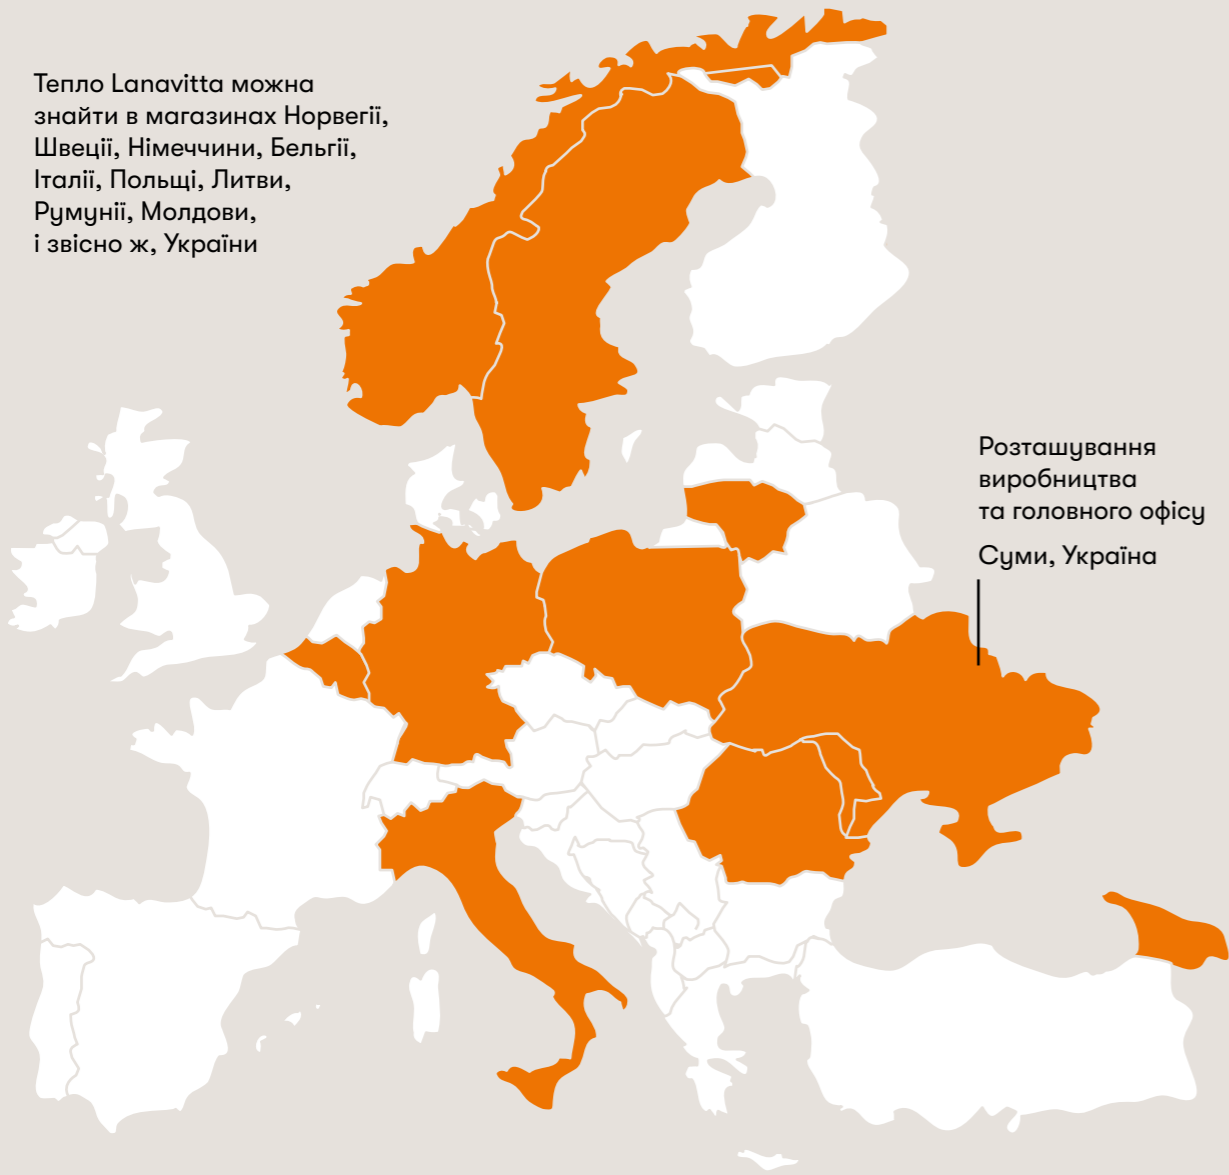 Тепло Lanavitta можна
знайти в магазинах Норвегії,
Швеції, Німеччини, Бельгії,
Італії, Польщі, Литви,
Румунії, Молдови,
і звісно ж, України
Розташування
виробництва
та головного офісу
Суми, Україна